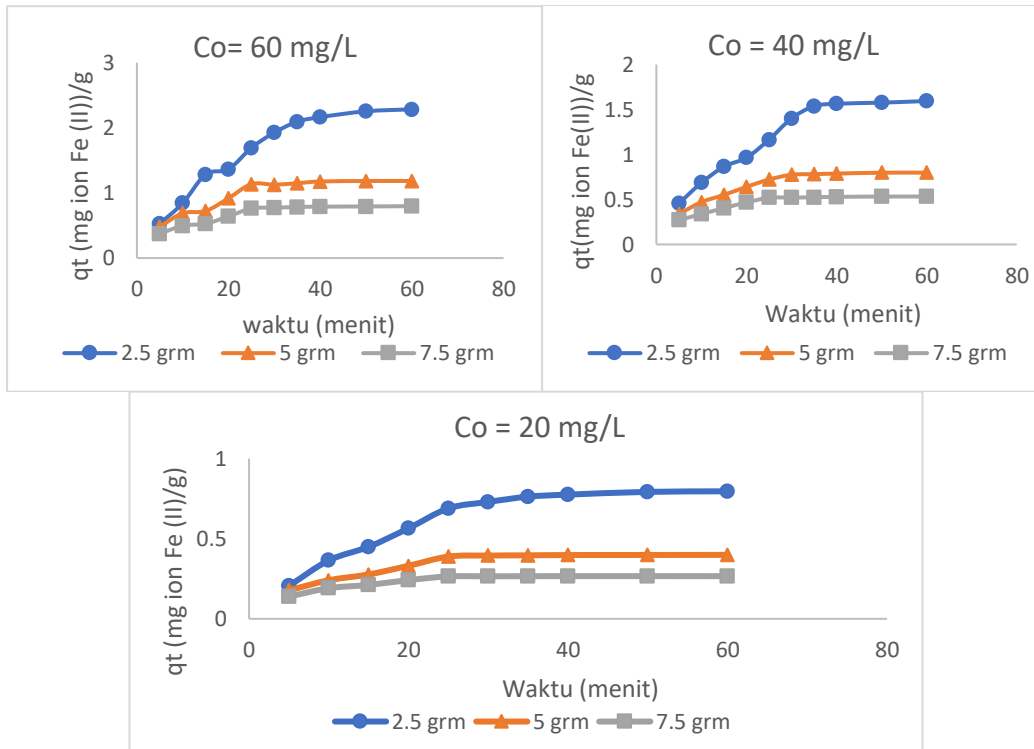 Co= 60 mg/L
qt (mg ion Fe (II))/g
3
2
1
0
0
20
40
60
80
waktu (menit)
2.5 grm
5 grm
7.5 grm
Co = 40 mg/L
qt(mg ion Fe(II))/g
2
1.5
1
0.5
0
0
20
40
60
80
Waktu (menit)
2.5 grm
5 grm
7.5 grm
Co = 20 mg/L
qt (mg ion Fe (II)/g)
1
0.5
0
0
20
40
60
80
Waktu (menit)
2.5 grm
5 grm
7.5 grm